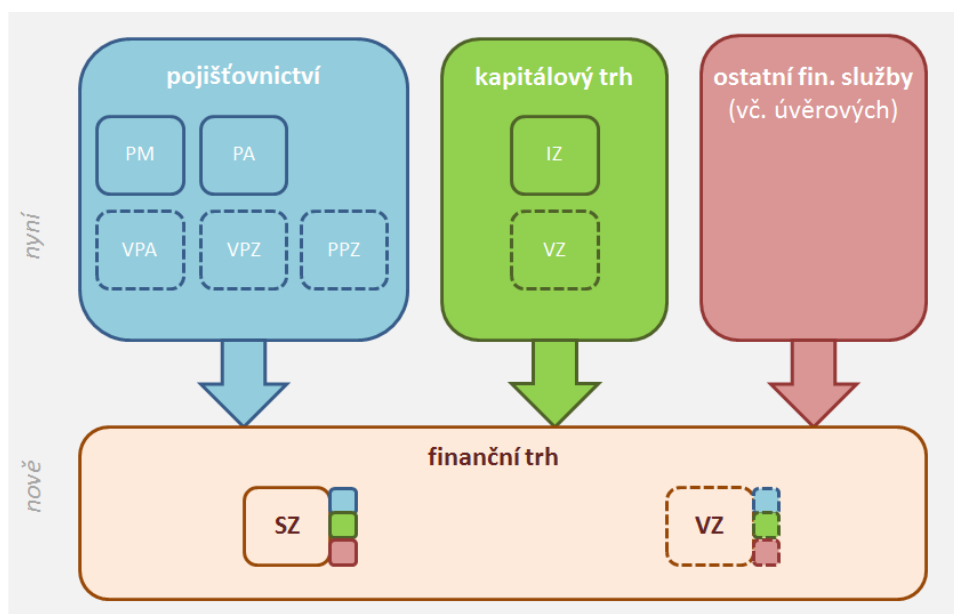 pojišťovnictví
kapitálový trh
ostatní fin. služby
(vč. úvěrových)
PM
PA
IZ
VPA
VPZ
PPZ
VZ
nyní
finanční trh
nově
SZ
VZ